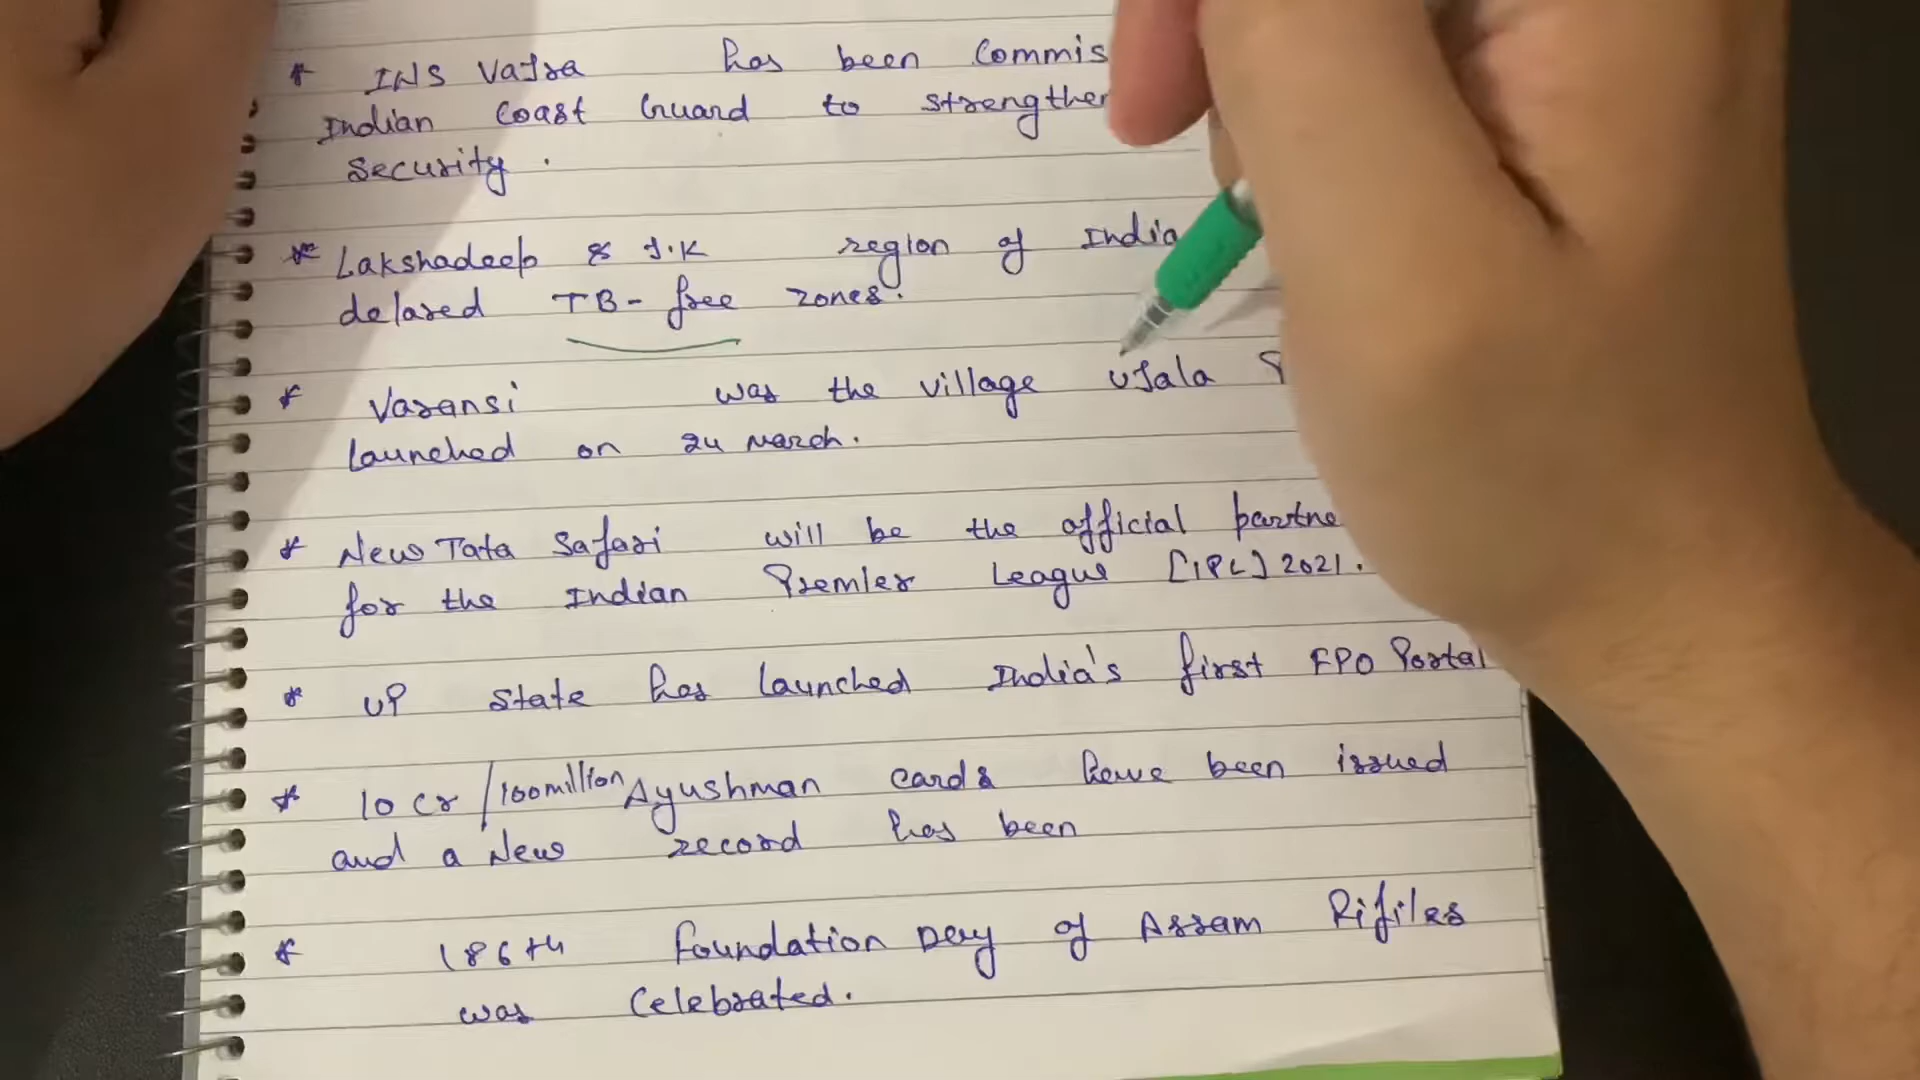 * INS VaJra has been Commis
Indian Coast Guard to strengthen
Security.
* Lakshadeep & J.K region of India
delared TB-free zones.
* Varansi was the village UJala P
launched on 24 March.
* New Tata Safari will be the official partne
for the Indian Premier League [IPL] 2021.
* UP State has launched India's first FPO Portal
* 10 Cr / 100 million Ayushman cards have been issued
and a New record has been
* 186th Foundation Day of Assam Rifiles
was Celebrated.